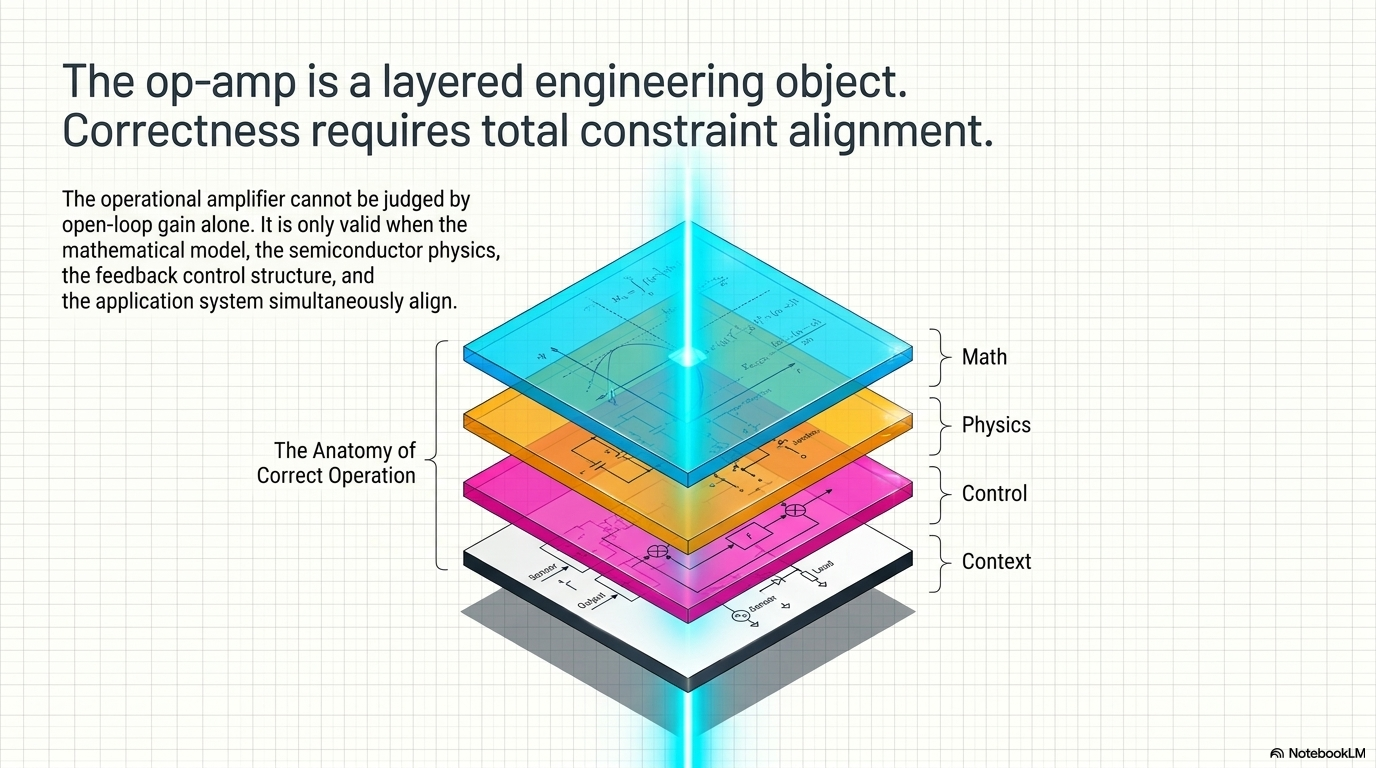 The op-amp is a layered engineering object.
Correctness requires total constraint alignment.
The operational amplifier cannot be judged by
open-loop gain alone. It is only valid when the
mathematical model, the semiconductor physics,
the feedback control structure, and
the application system simultaneously align.
The Anatomy of
Correct Operation
Math
Physics
Control
Context
Sensor
Output
Sensor
Load
NotebookLM